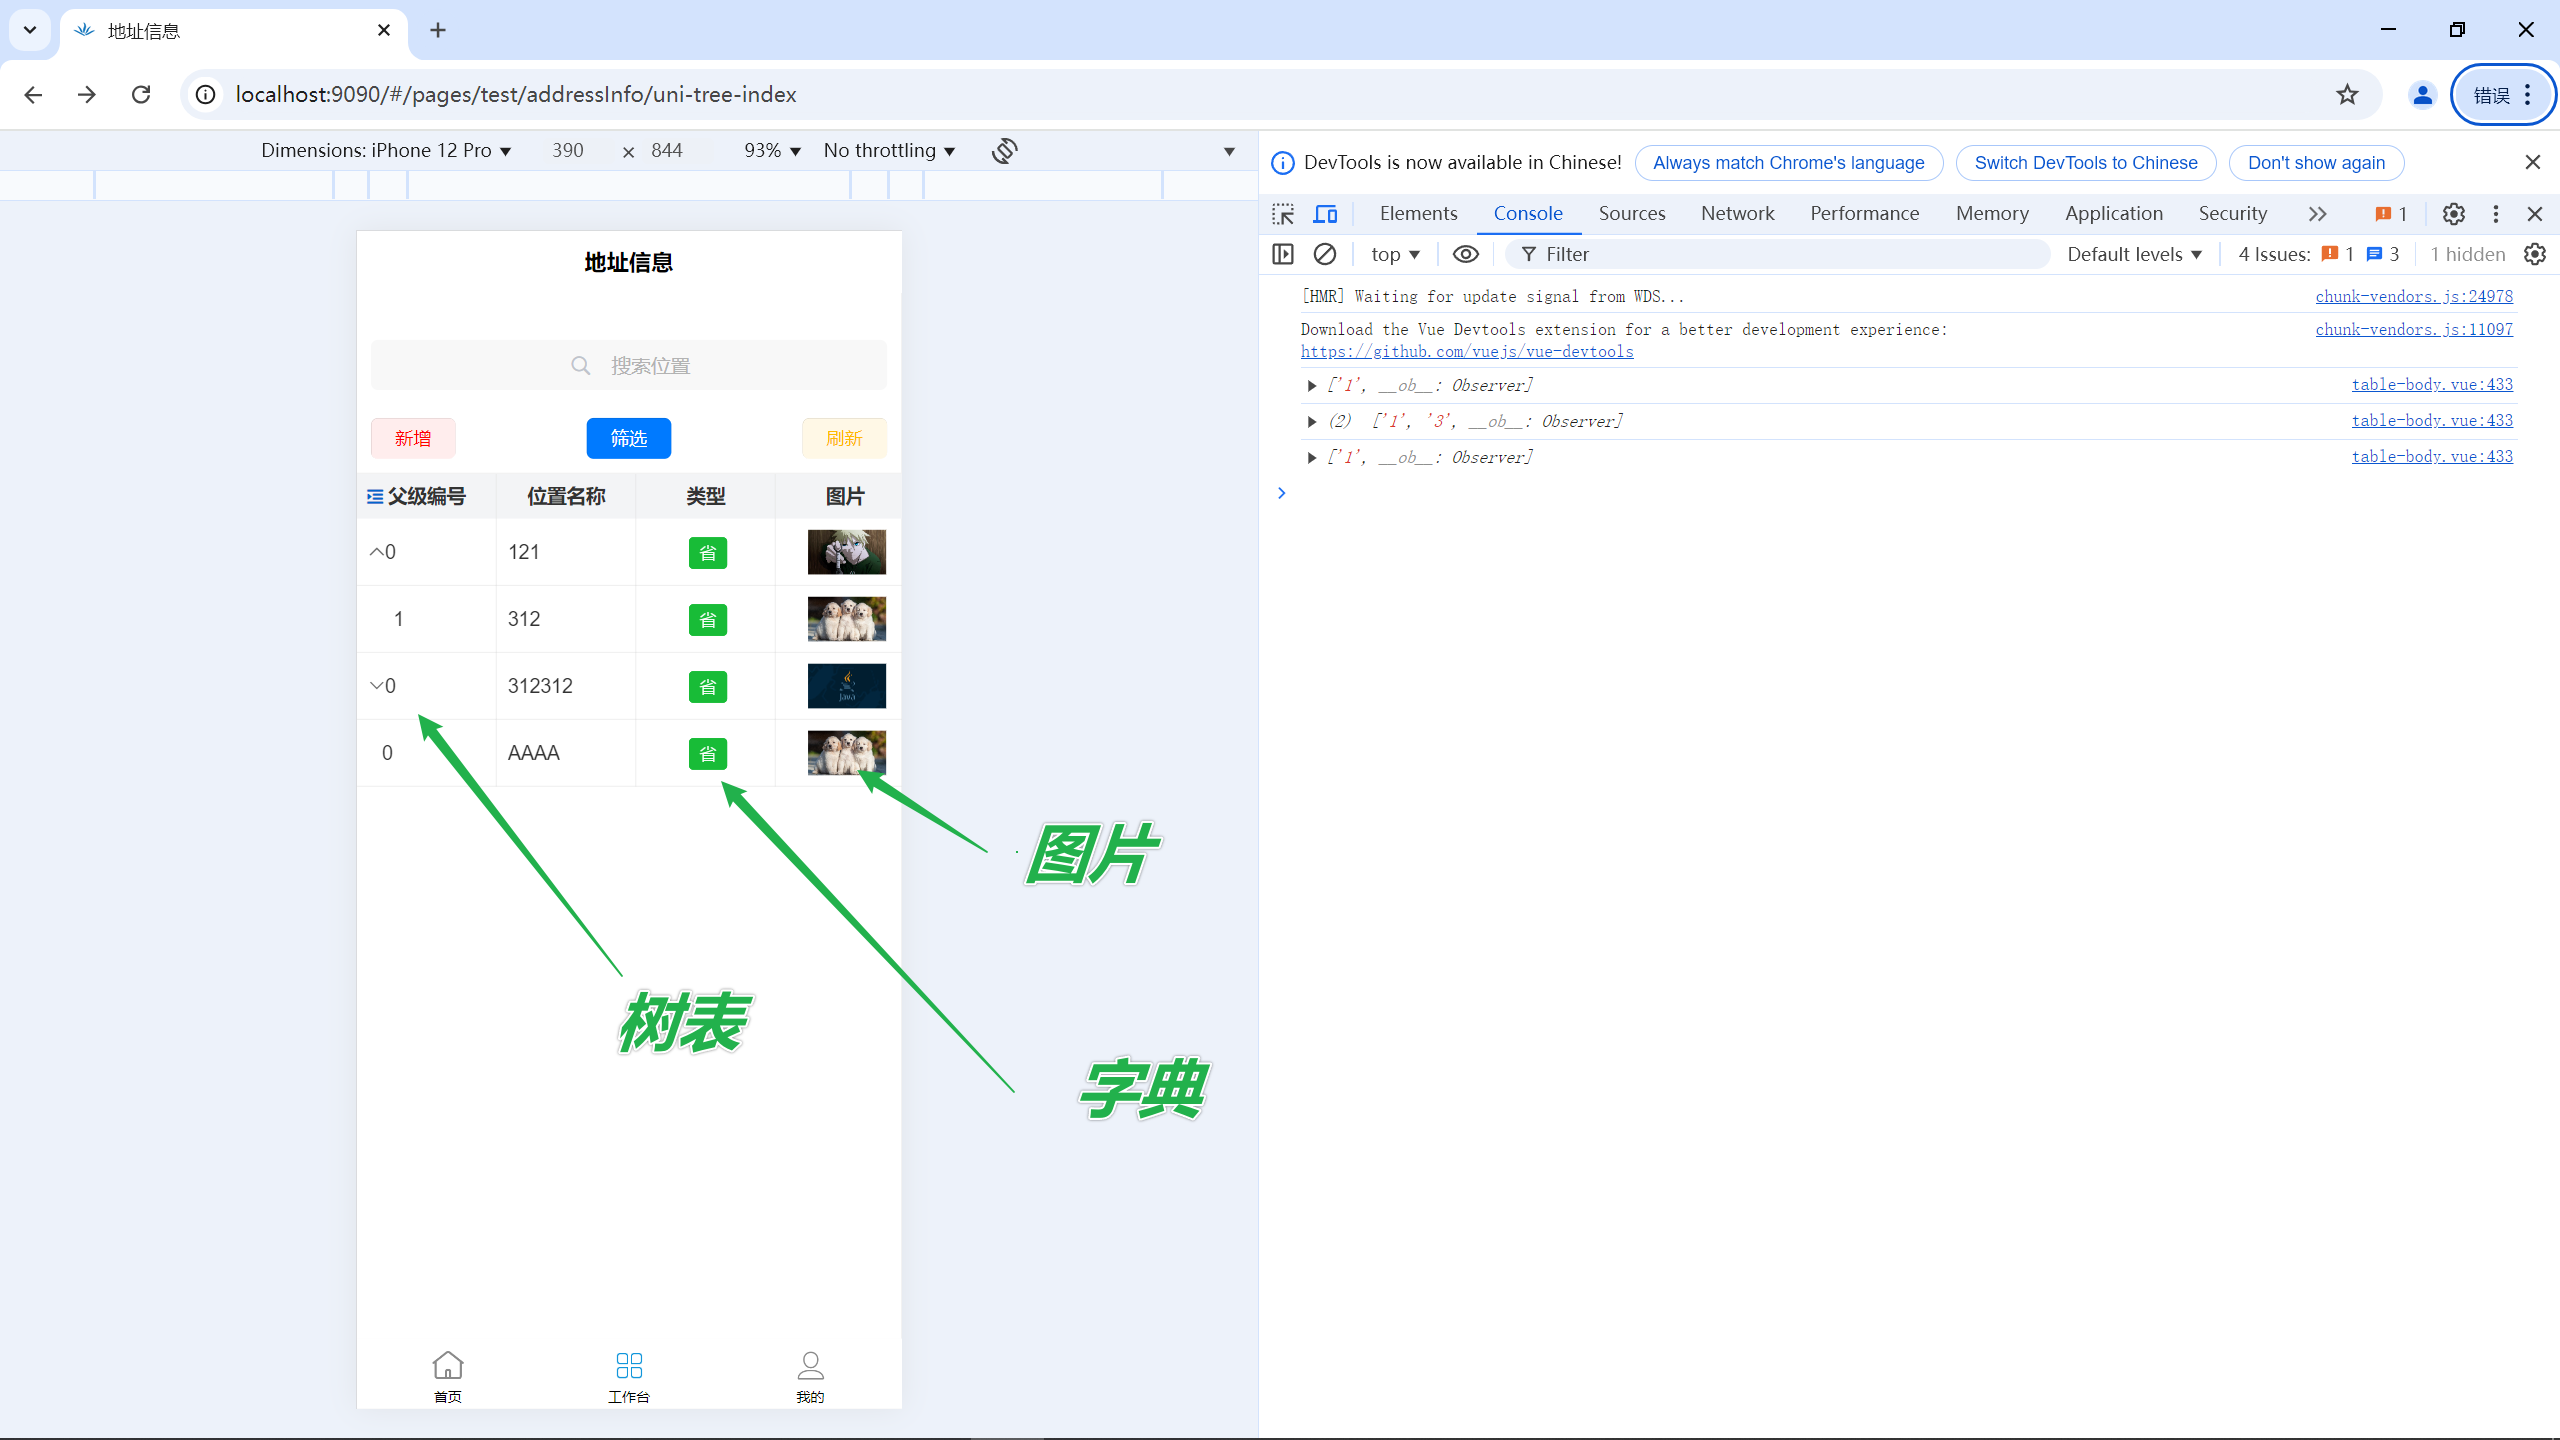 地址信息
localhost:9090/#/pages/test/addressInfo/uni-tree-index
错误
Dimensions: iPhone 12 Pro 390 × 844 93% No throttling
地址信息
搜索位置
新增 筛选 刷新
父级编号 位置名称 类型 图片
0 121 省
1 312 省
0 312312 省
Java
0 AAAA 省
图片
树表
字典
首页 工作台 我的
DevTools is now available in Chinese! Always match Chrome's language Switch DevTools to Chinese Don't show again
Elements Console Sources Network Performance Memory Application Security 1
top Filter Default levels 4 Issues: 1 3 1 hidden
[HMR] Waiting for update signal from WDS... chunk-vendors.js:24978
Download the Vue Devtools extension for a better development experience: chunk-vendors.js:11097
https://github.com/vuejs/vue-devtools
['1', __ob__: Observer] table-body.vue:433
(2) ['1', '3', __ob__: Observer] table-body.vue:433
['1', __ob__: Observer] table-body.vue:433